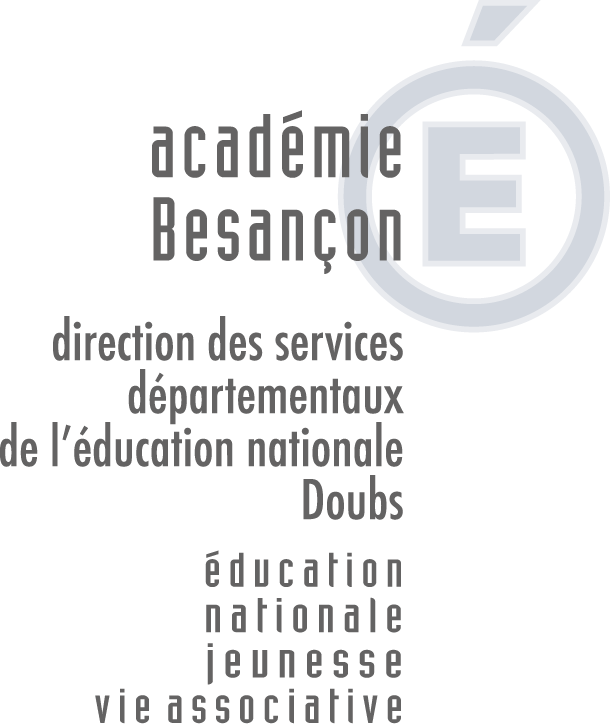 É
académie
Besançon
direction des services
départementaux
de l’éducation nationale
Doubs
éducation
nationale
jeunesse
vie associative